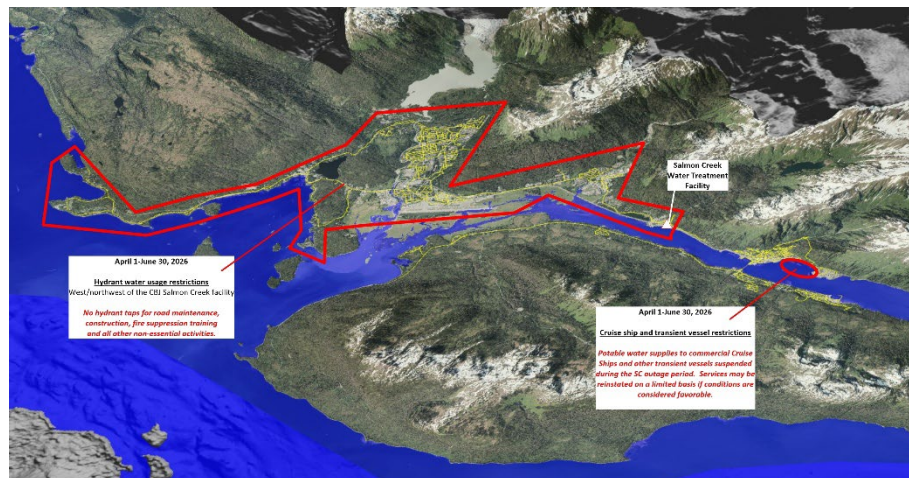 Salmon Creek
Water Treatment
Facility
April 1-June 30, 2026
Hydrant water usage restrictions
West/northwest of the CBJ Salmon Creek facility
No hydrant taps for road maintenance,
construction, fire suppression training
and all other non-essential activities.
April 1-June 30, 2026
Cruise ship and transient vessel restrictions
Potable water supplies to commercial Cruise
Ships and other transient vessels suspended
during the SC outage period. Services may be
reinstated on a limited basis if conditions are
considered favorable.